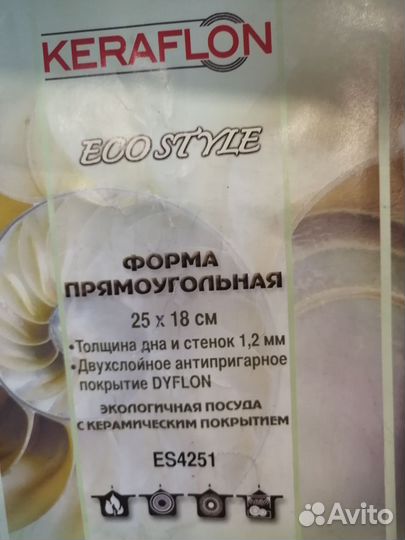 KERAFLON
ECO STYLE
ФОРМА
ПРЯМОУГОЛЬНАЯ
25 x 18 см
•Толщина дна и стенок 1,2 мм
•Двухслойное антипригарное
покрытие DYFLON
ЭКОЛОГИЧНАЯ ПОСУДА
С КЕРАМИЧЕСКИМ ПОКРЫТИЕМ
ES4251
Avito